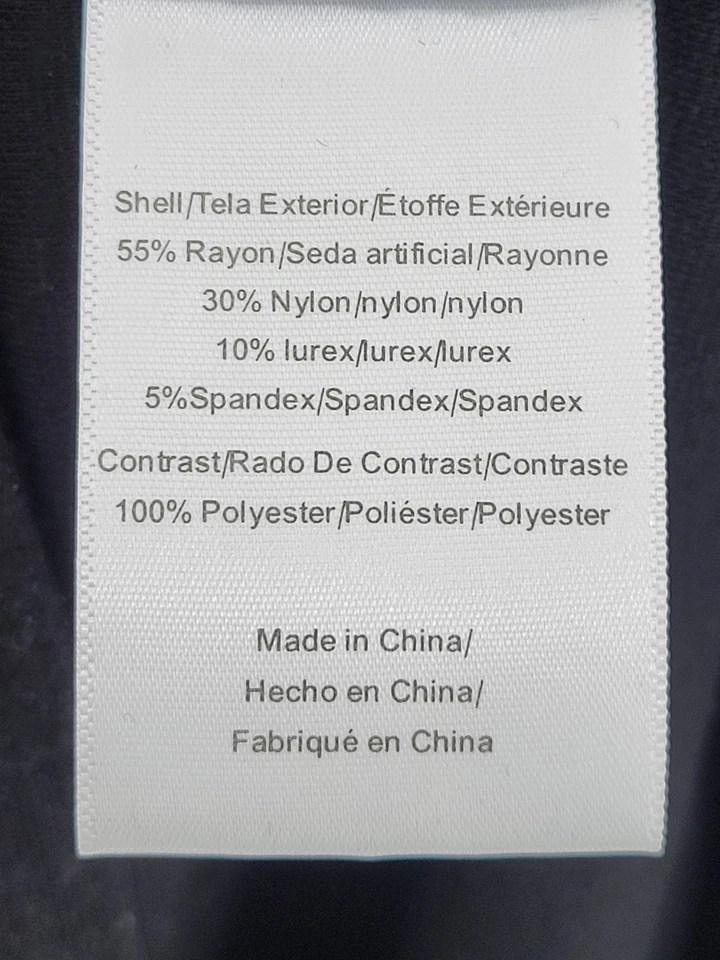 Shell/Tela Exterior/Étoffe Extérieure
55% Rayon/Seda artificial/Rayonne
30% Nylon/nylon/nylon
10% lurex/lurex/lurex
5%Spandex/Spandex/Spandex
Contrast/Rado De Contrast/Contraste
100% Polyester/Poliéster/Polyester
Made in China/
Hecho en China/
Fabriqué en China